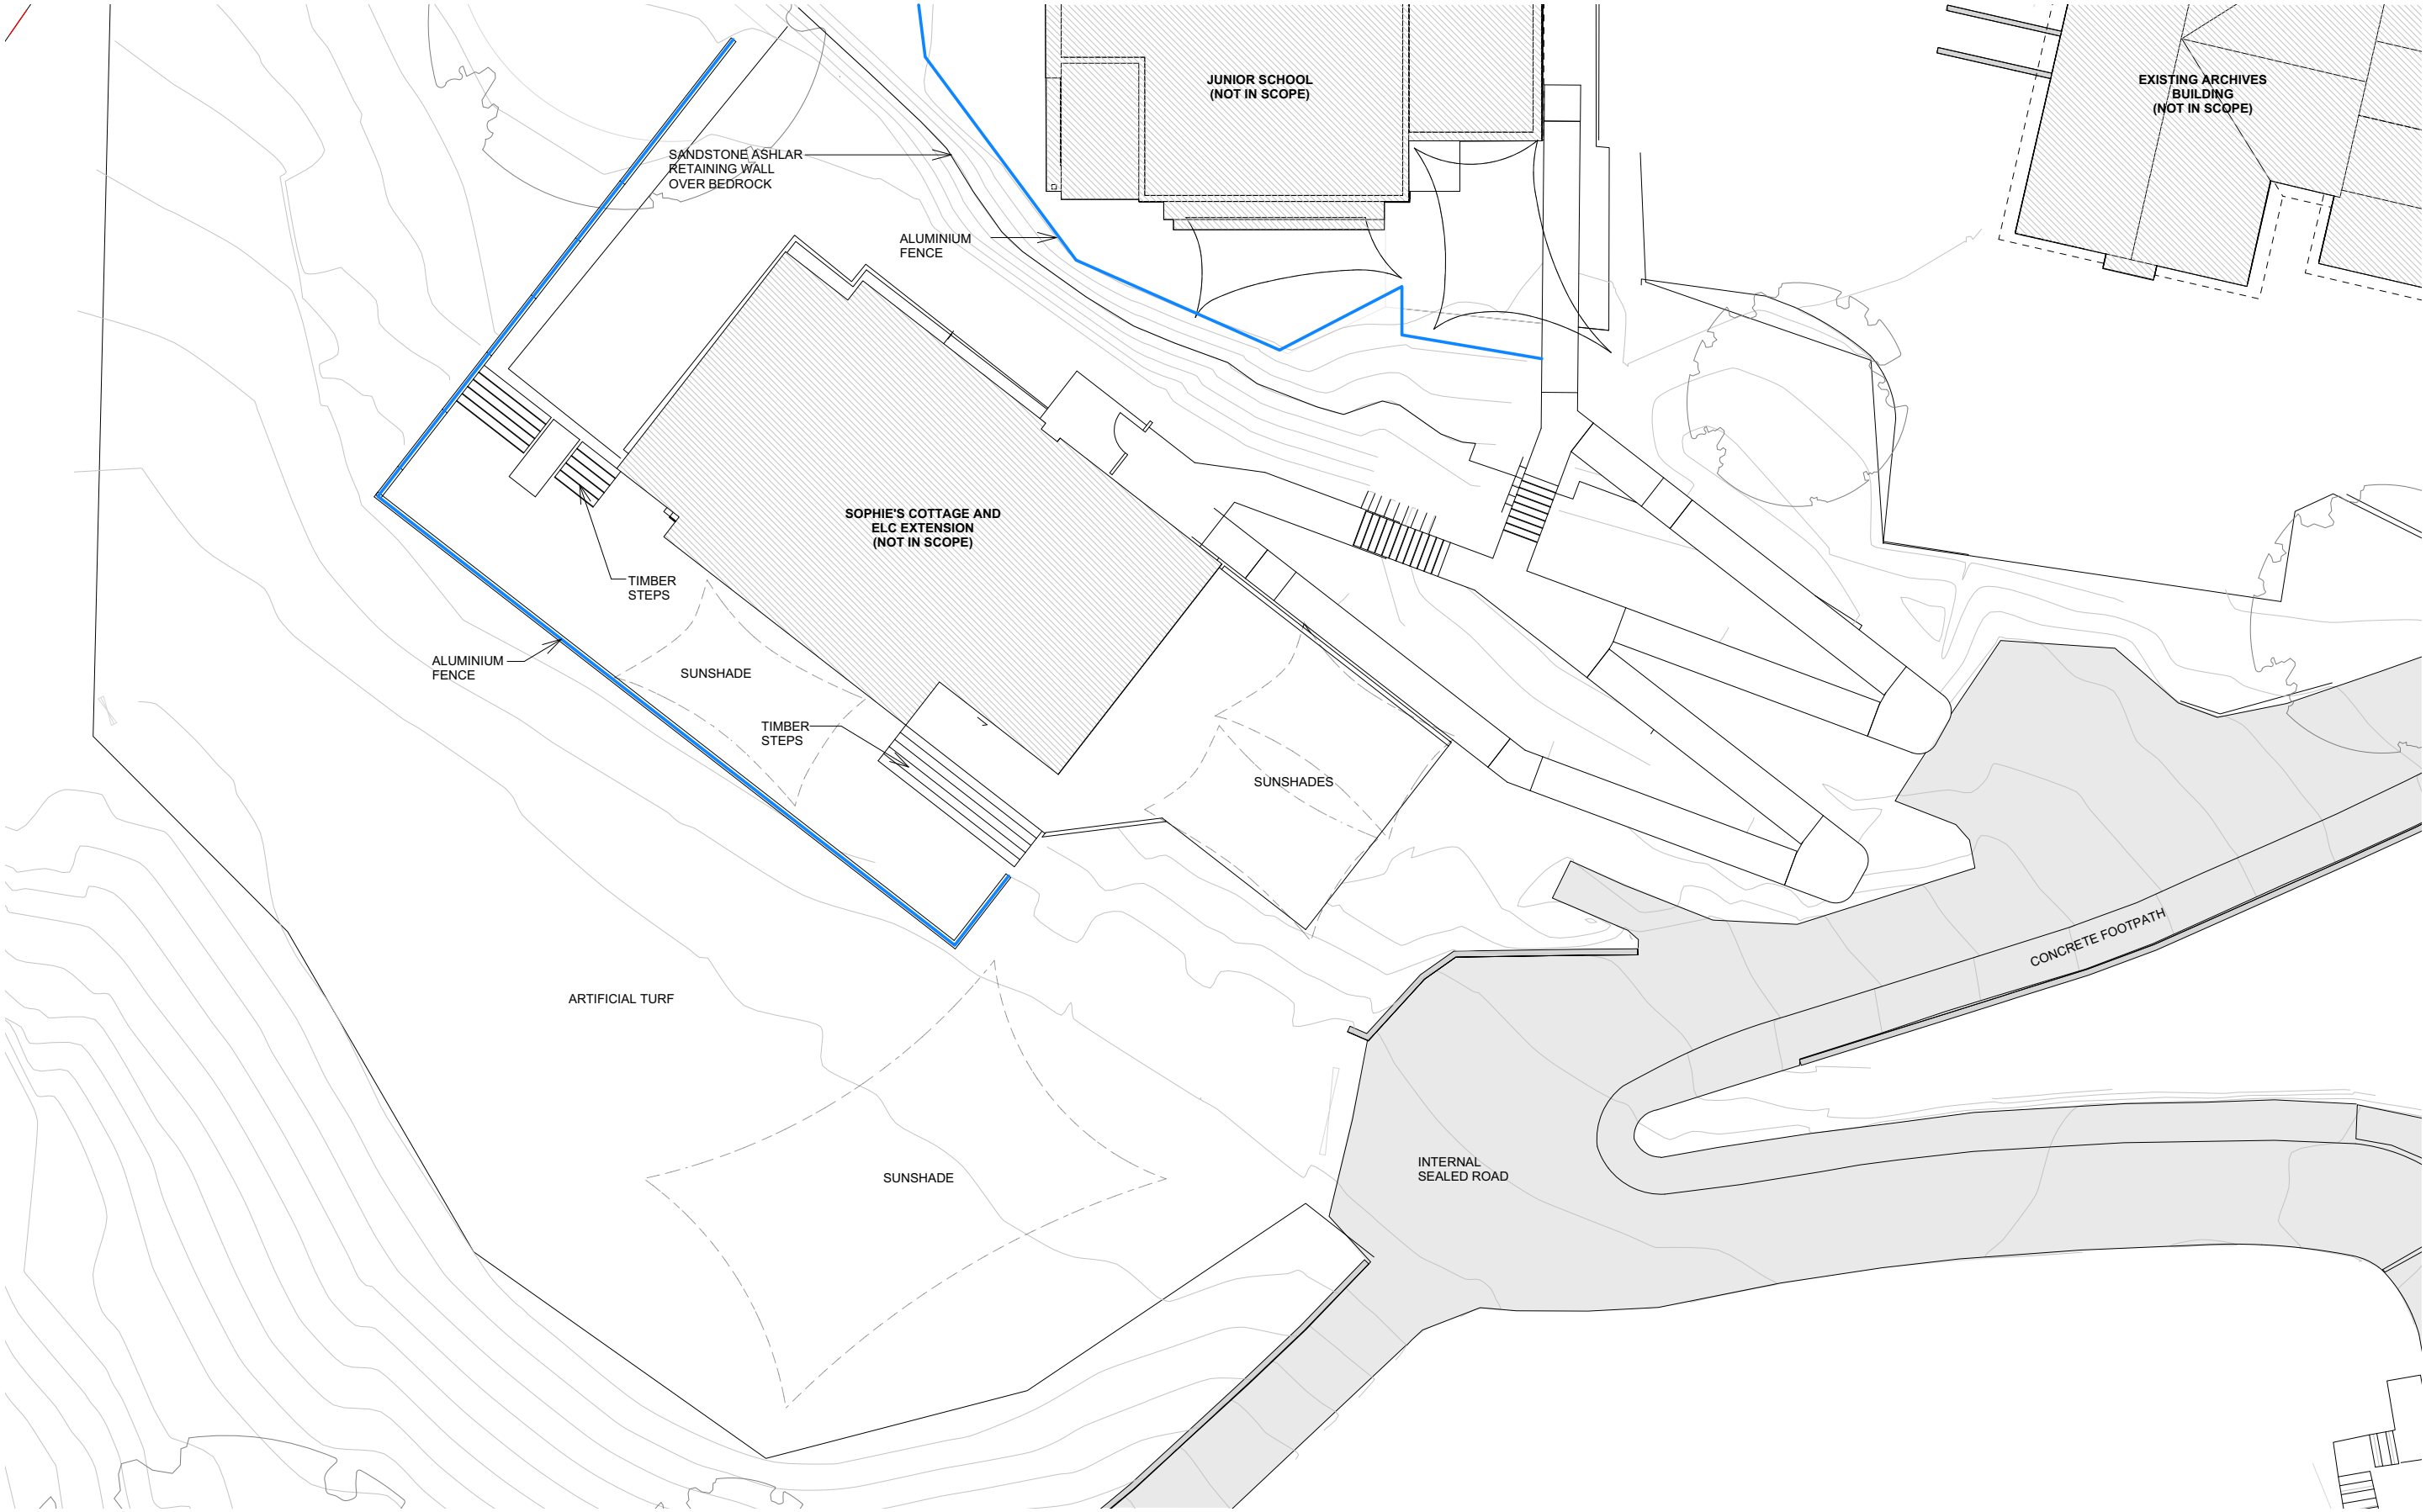 JUNIOR SCHOOL
(NOT IN SCOPE)
EXISTING ARCHIVES
BUILDING
(NOT IN SCOPE)
SANDSTONE ASHLAR
RETAINING WALL
OVER BEDROCK
ALUMINIUM
FENCE
SOPHIE'S COTTAGE AND
ELC EXTENSION
(NOT IN SCOPE)
TIMBER
STEPS
ALUMINIUM
FENCE
SUNSHADE
TIMBER
STEPS
SUNSHADES
CONCRETE FOOTPATH
ARTIFICIAL TURF
INTERNAL
SEALED ROAD
SUNSHADE